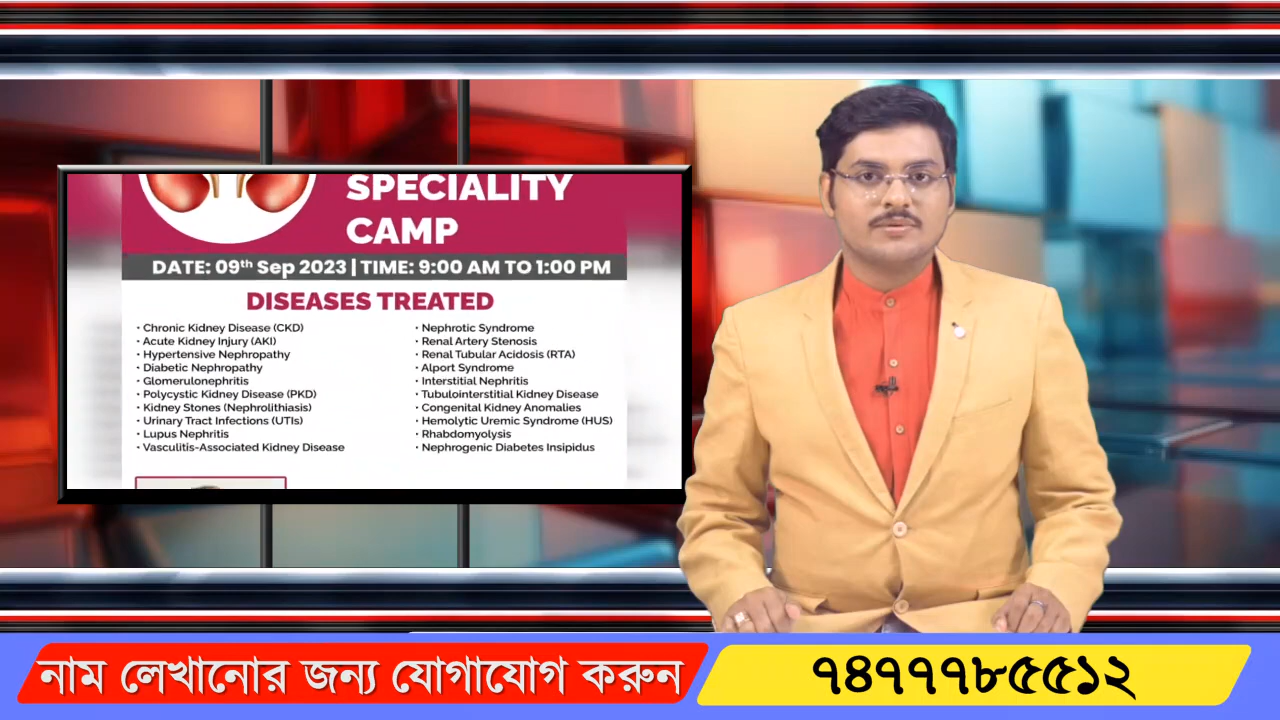 SPECIALITY
CAMP
DATE: 09th Sep 2023 | TIME: 9:00 AM TO 1:00 PM
DISEASES TREATED
• Chronic Kidney Disease (CKD)
• Acute Kidney Injury (AKI)
• Hypertensive Nephropathy
• Diabetic Nephropathy
• Glomerulonephritis
• Polycystic Kidney Disease (PKD)
• Kidney Stones (Nephrolithiasis)
• Urinary Tract Infections (UTIs)
• Lupus Nephritis
• Vasculitis-Associated Kidney Disease
• Nephrotic Syndrome
• Renal Artery Stenosis
• Renal Tubular Acidosis (RTA)
• Alport Syndrome
• Interstitial Nephritis
• Tubulointerstitial Kidney Disease
• Congenital Kidney Anomalies
• Hemolytic Uremic Syndrome (HUS)
• Rhabdomyolysis
• Nephrogenic Diabetes Insipidus
নাম লেখানোর জন্য যোগাযোগ করুন
৭৪৭৭৭৮৫৫১২